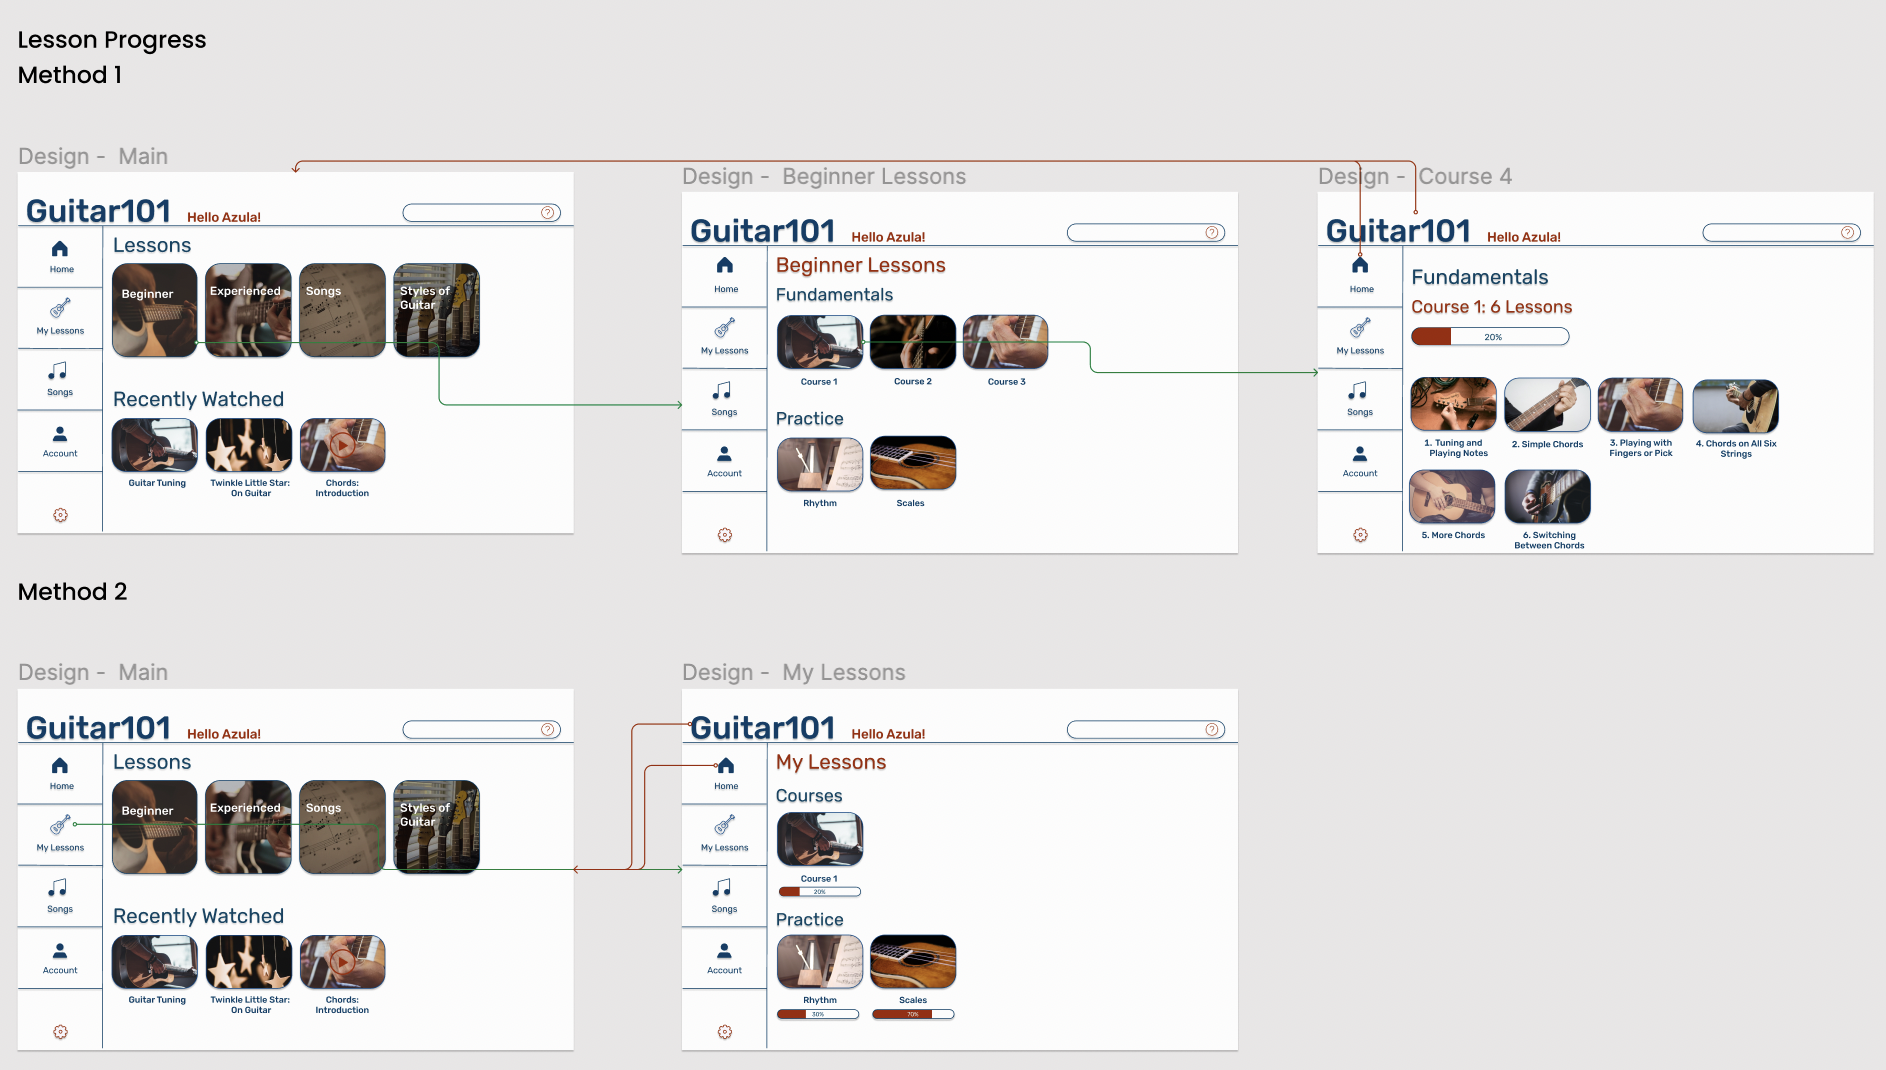 Lesson Progress
Method 1
Design - Main
Guitar101
Hello Azula!
?
Home
My Lessons
Songs
Account
Lessons
Beginner
Experienced
Songs
Styles of
Guitar
Recently Watched
Guitar Tuning
Twinkle Little Star:
On Guitar
Chords:
Introduction
Design - Beginner Lessons
Guitar101
Hello Azula!
?
Home
My Lessons
Songs
Account
Beginner Lessons
Fundamentals
Course 1
Course 2
Course 3
Practice
Rhythm
Scales
Design - Course 4
Guitar101
Hello Azula!
?
Home
My Lessons
Songs
Account
Fundamentals
Course 1: 6 Lessons
20%
1. Tuning and
Playing Notes
2. Simple Chords
3. Playing with
Fingers or Pick
4. Chords on All Six
Strings
5. More Chords
6. Switching
Between Chords
Method 2
Design - Main
Guitar101
Hello Azula!
?
Home
My Lessons
Songs
Account
Lessons
Beginner
Experienced
Songs
Styles of
Guitar
Recently Watched
Guitar Tuning
Twinkle Little Star:
On Guitar
Chords:
Introduction
Design - My Lessons
Guitar101
Hello Azula!
?
Home
My Lessons
Songs
Account
My Lessons
Courses
Course 1
20%
Practice
Rhythm
30%
Scales
70%